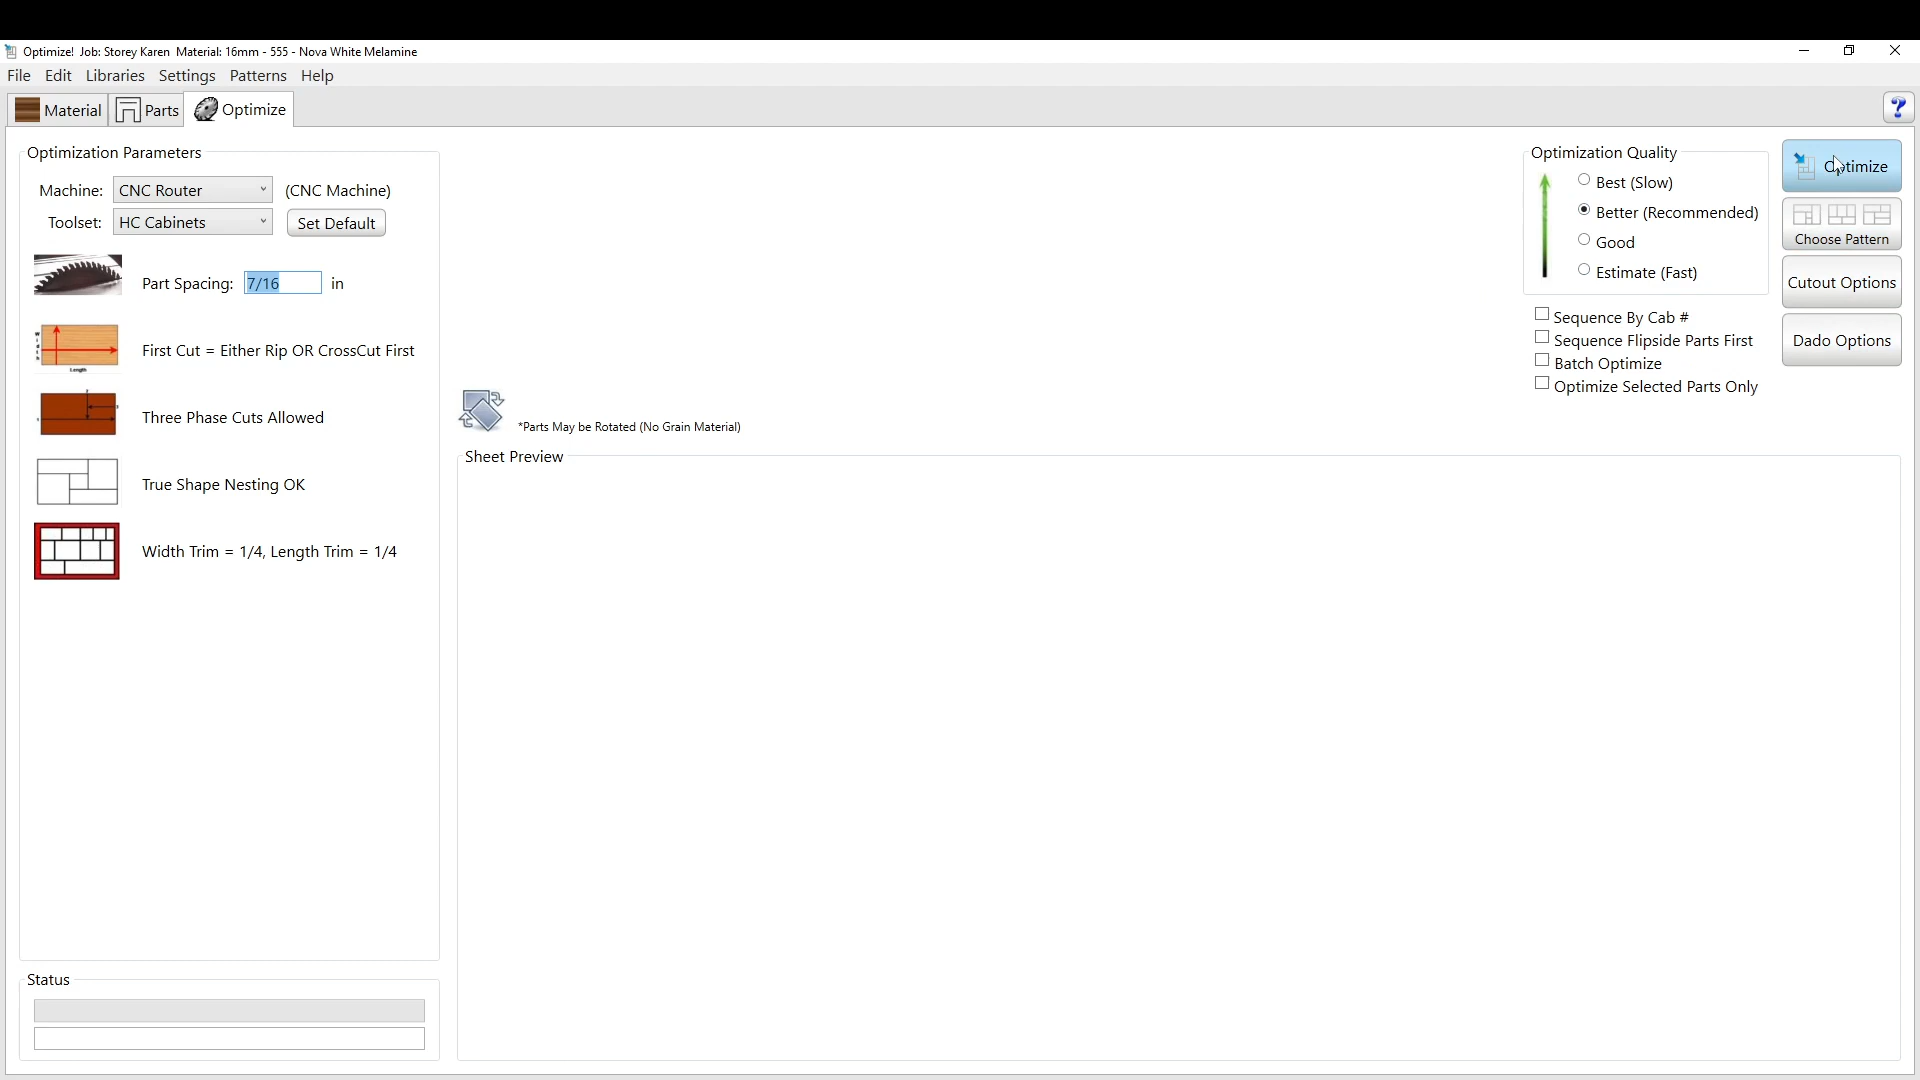 Optimize! Job: Storey Karen Material: 16mm - 555 - Nova White Melamine
File Edit Libraries Settings Patterns Help
Material Parts Optimize
?
Optimization Parameters
Machine: CNC Router (CNC Machine)
Toolset: HC Cabinets Set Default
Part Spacing: 7/16 in
First Cut = Either Rip OR CrossCut First
Width
Length
Three Phase Cuts Allowed
True Shape Nesting OK
Width Trim = 1/4, Length Trim = 1/4
Status
*Parts May be Rotated (No Grain Material)
Sheet Preview
Optimization Quality
Best (Slow)
Better (Recommended)
Good
Estimate (Fast)
Sequence By Cab #
Sequence Flipside Parts First
Batch Optimize
Optimize Selected Parts Only
Optimize
Choose Pattern
Cutout Options
Dado Options